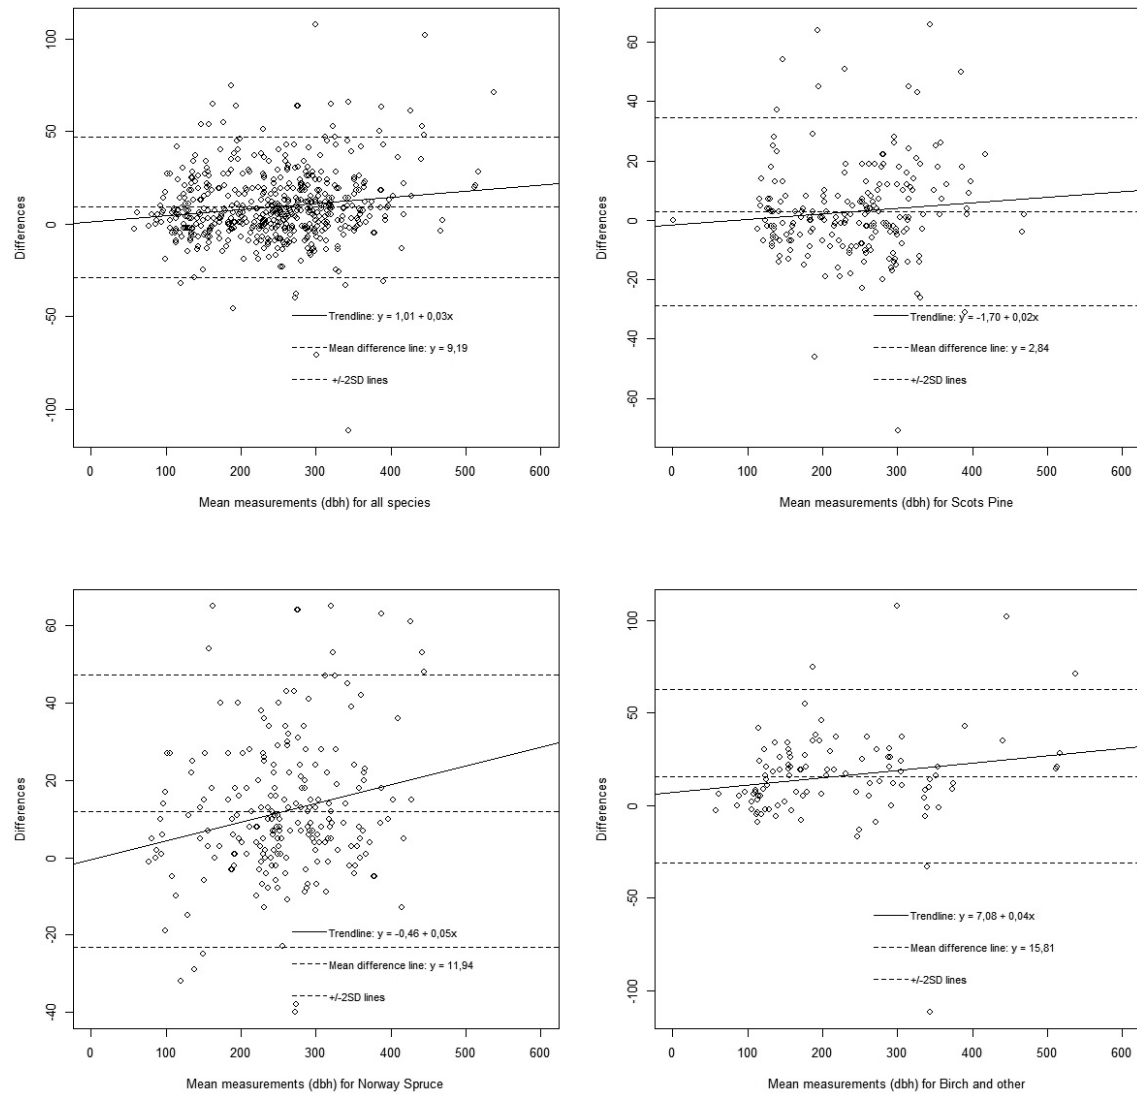 100
50
0
-50
-100
Differences
Trendline: y = 1,01 + 0,03x
Mean difference line: y = 9,19
+/-2SD lines
0 100 200 300 400 500 600
Mean measurements (dbh) for all species
60
40
20
0
-20
-40
-60
Differences
Trendline: y = -1,70 + 0,02x
Mean difference line: y = 2,84
+/-2SD lines
0 100 200 300 400 500 600
Mean measurements (dbh) for Scots Pine
60
40
20
0
-20
-40
Differences
Trendline: y = -0,46 + 0,05x
Mean difference line: y = 11,94
+/-2SD lines
0 100 200 300 400 500 600
Mean measurements (dbh) for Norway Spruce
100
50
0
-50
-100
Differences
Trendline: y = 7,08 + 0,04x
Mean difference line: y = 15,81
+/-2SD lines
0 100 200 300 400 500 600
Mean measurements (dbh) for Birch and other